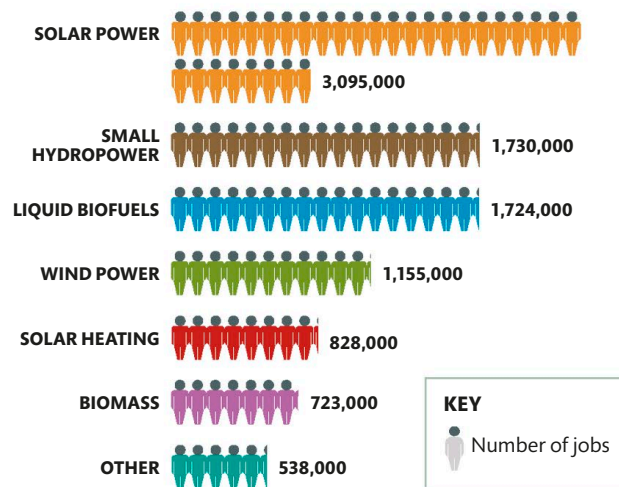 SOLAR POWER
3,095,000
SMALL
HYDROPOWER
1,730,000
LIQUID BIOFUELS
1,724,000
WIND POWER
1,155,000
SOLAR HEATING
828,000
BIOMASS
723,000
OTHER
538,000
KEY
Number of jobs